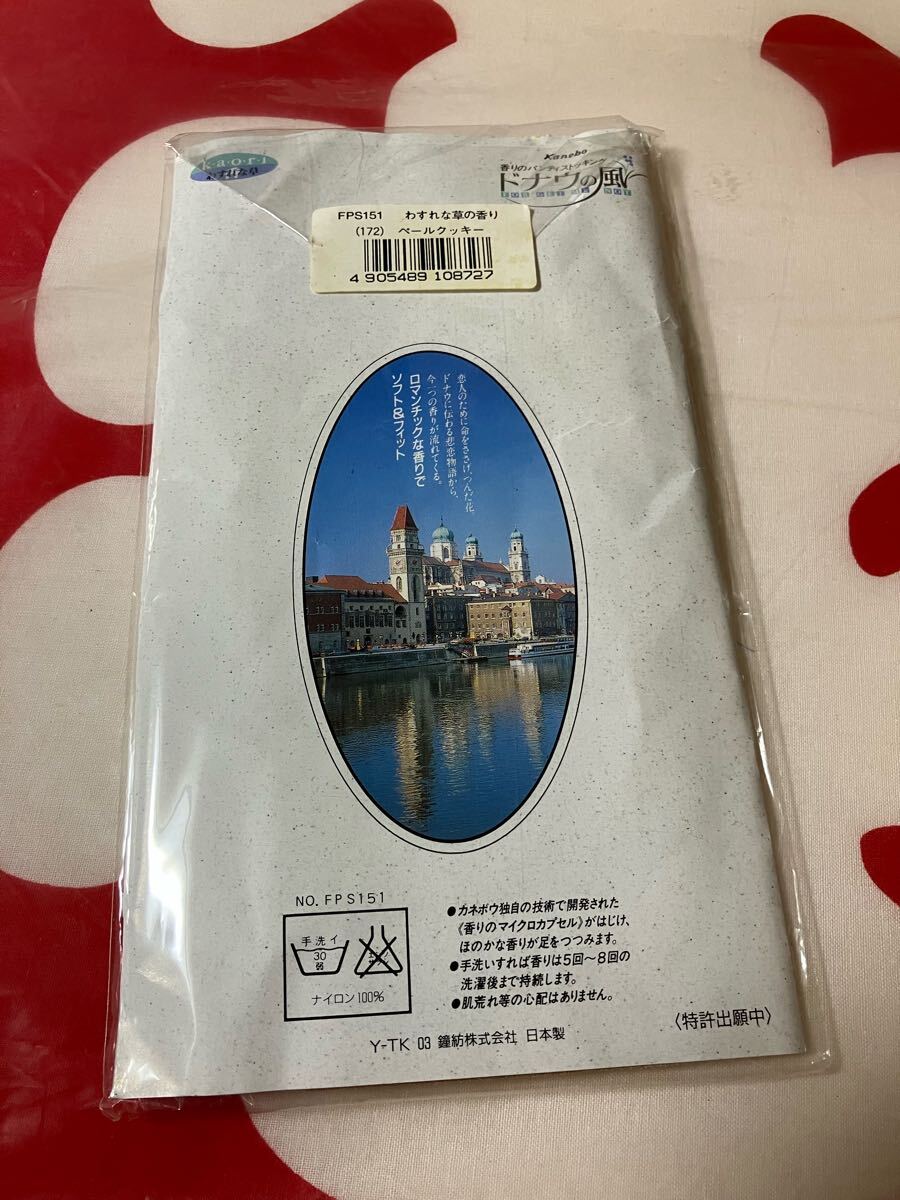 k·a·o·r·i
わすれな草
Kanebo
香りのパンティストッキング
ドナウの風
FOR GET ME NOT
FPS151 わすれな草の香り
(172) ペールクッキー
4 905489 108727
恋人のために命をささげ、つんだ花。
ドナウに伝わる悲恋物語から、
今一つの香りが流れてくる。
ロマンチックな香りで
ソフト&フィット
NO. FPS151
手洗イ
30
弱
ナイロン100%
●カネボウ独自の技術で開発された
《香りのマイクロカプセル》がはじけ、
ほのかな香りが足をつつみます。
●手洗いすれば香りは5回〜8回の
洗濯後まで持続します。
●肌荒れ等の心配はありません。
〈特許出願中〉
Y-TK 03 鐘紡株式会社 日本製